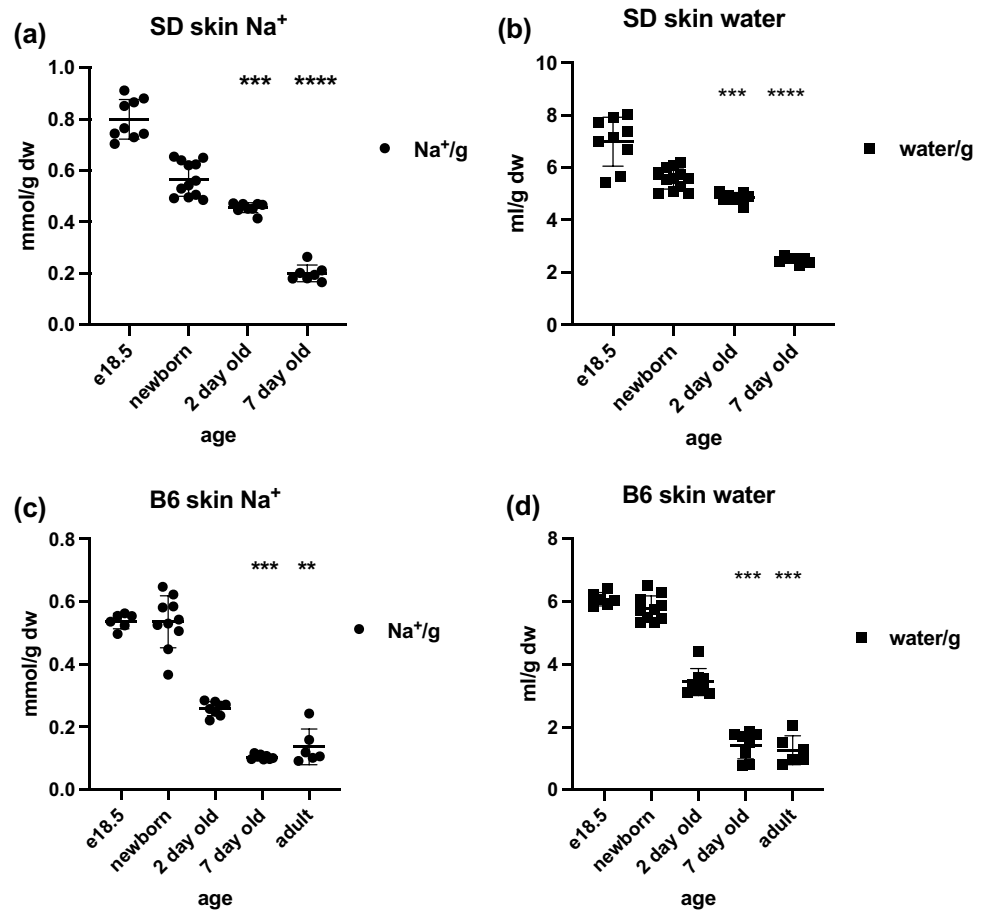 (a)
SD skin Na⁺
*** ****
1.0
0.8
0.6
0.4
0.2
0.0
mmol/g dw
e18.5
newborn
2 day old
7 day old
age
Na⁺/g
(b)
SD skin water
*** ****
10
8
6
4
2
0
ml/g dw
e18.5
newborn
2 day old
7 day old
age
water/g
(c)
B6 skin Na⁺
*** **
0.8
0.6
0.4
0.2
0.0
mmol/g dw
e18.5
newborn
2 day old
7 day old
adult
age
Na⁺/g
(d)
B6 skin water
*** ***
8
6
4
2
0
ml/g dw
e18.5
newborn
2 day old
7 day old
adult
age
water/g